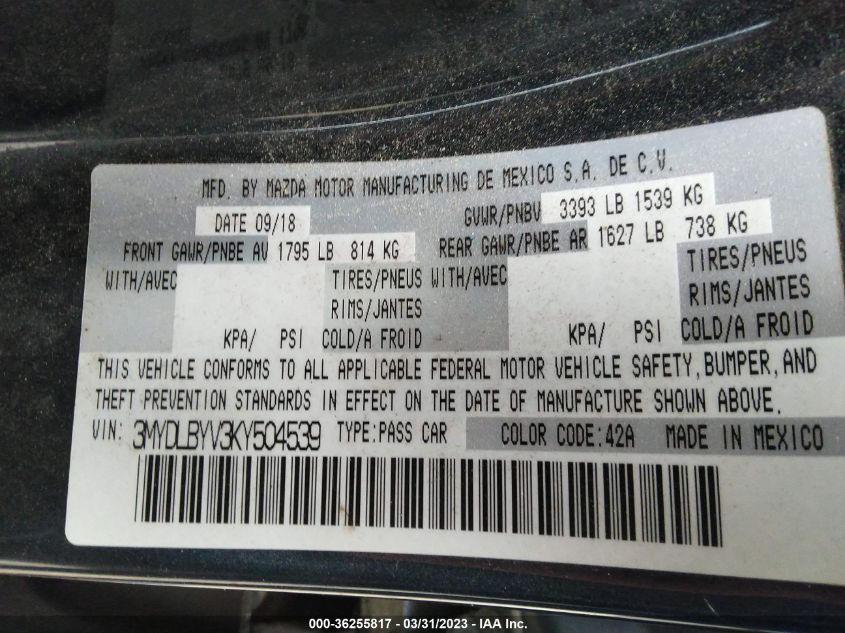 MFD. BY MAZDA MOTOR MANUFACTURING DE MEXICO S.A. DE C.V.
DATE 09/18 GVWR/PNBV 3393 LB 1539 KG
FRONT GAWR/PNBE AV 1795 LB 814 KG REAR GAWR/PNBE AR 1627 LB 738 KG
WITH/AVEC TIRES/PNEUS WITH/AVEC TIRES/PNEUS
RIMS/JANTES RIMS/JANTES
KPA/ PSI COLD/A FROID KPA/ PSI COLD/A FROID
THIS VEHICLE CONFORMS TO ALL APPLICABLE FEDERAL MOTOR VEHICLE SAFETY, BUMPER, AND
THEFT PREVENTION STANDARDS IN EFFECT ON THE DATE OF MANUFACTURE SHOWN ABOVE.
VIN: 3MYDLBYV3KY504539 TYPE:PASS CAR COLOR CODE:42A MADE IN MEXICO
000-36255817 - 03/31/2023 - IAA Inc.